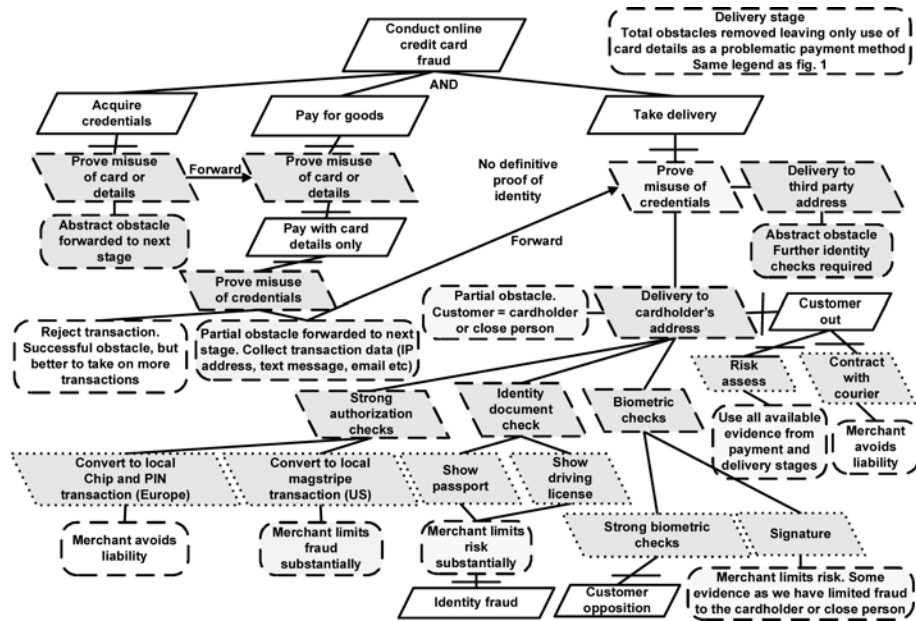 Conduct online
credit card
fraud
Delivery stage
Total obstacles removed leaving only use of
card details as a problematic payment method
Same legend as fig. 1
AND
Acquire
credentials
Pay for goods
Take delivery
Prove misuse
of card or
details
Forward
Prove misuse
of card or
details
No definitive
proof of
identity
Prove
misuse of
credentials
Delivery to
third party
address
Abstract obstacle
forwarded to next
stage
Pay with card
details only
Forward
Abstract obstacle
Further identity
checks required
Prove misuse
of credentials
Partial obstacle.
Customer = cardholder
or close person
Delivery to
cardholder's
address
Customer
out
Reject transaction.
Successful obstacle, but
better to take on more
transactions
Partial obstacle forwarded to next
stage. Collect transaction data (IP
address, text message, email etc)
Risk
assess
Contract
with
courier
Strong
authorization
checks
Identity
document
check
Biometric
checks
Use all available
evidence from
payment and
delivery stages
Merchant
avoids
liability
Convert to local
Chip and PIN
transaction (Europe)
Convert to local
magstripe
transaction (US)
Show
passport
Show
driving
license
Merchant avoids
liability
Merchant limits
fraud
substantially
Merchant limits
risk
substantially
Strong biometric
checks
Signature
Identity fraud
Customer
opposition
Merchant limits risk. Some
evidence as we have limited fraud
to the cardholder or close person